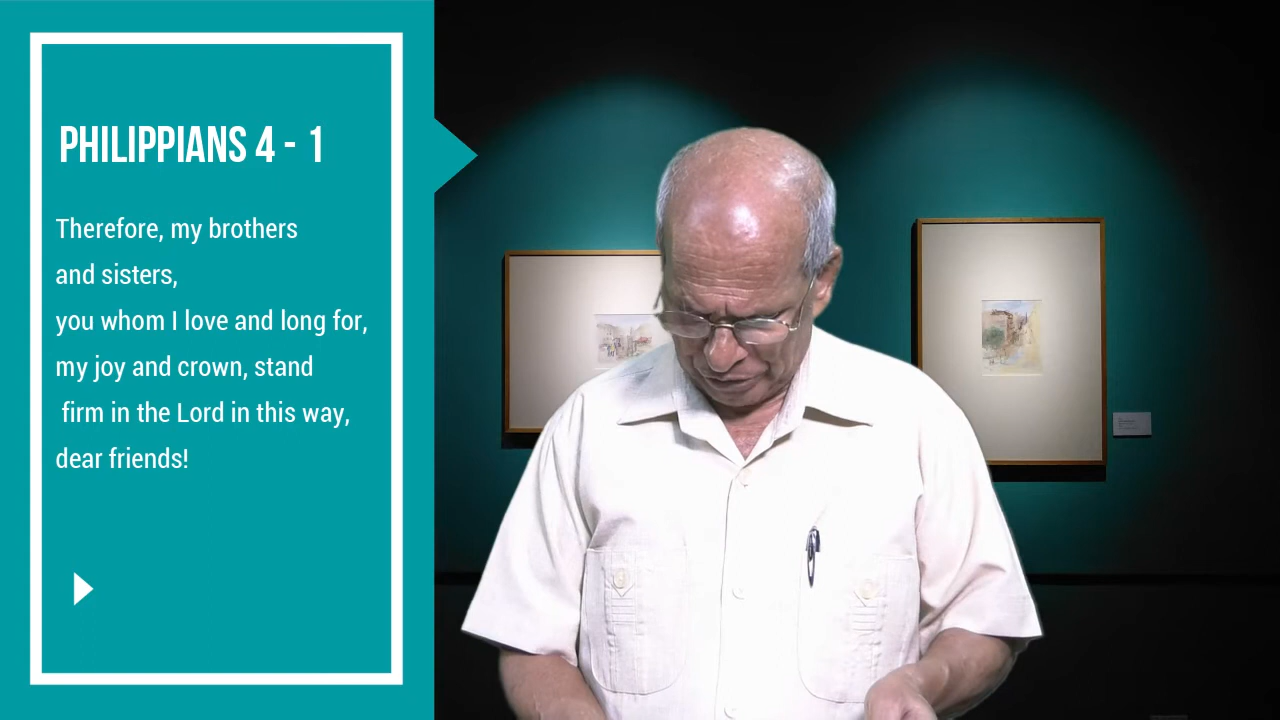 PHILIPPIANS 4 - 1
Therefore, my brothers
and sisters,
you whom I love and long for,
my joy and crown, stand
firm in the Lord in this way,
dear friends!